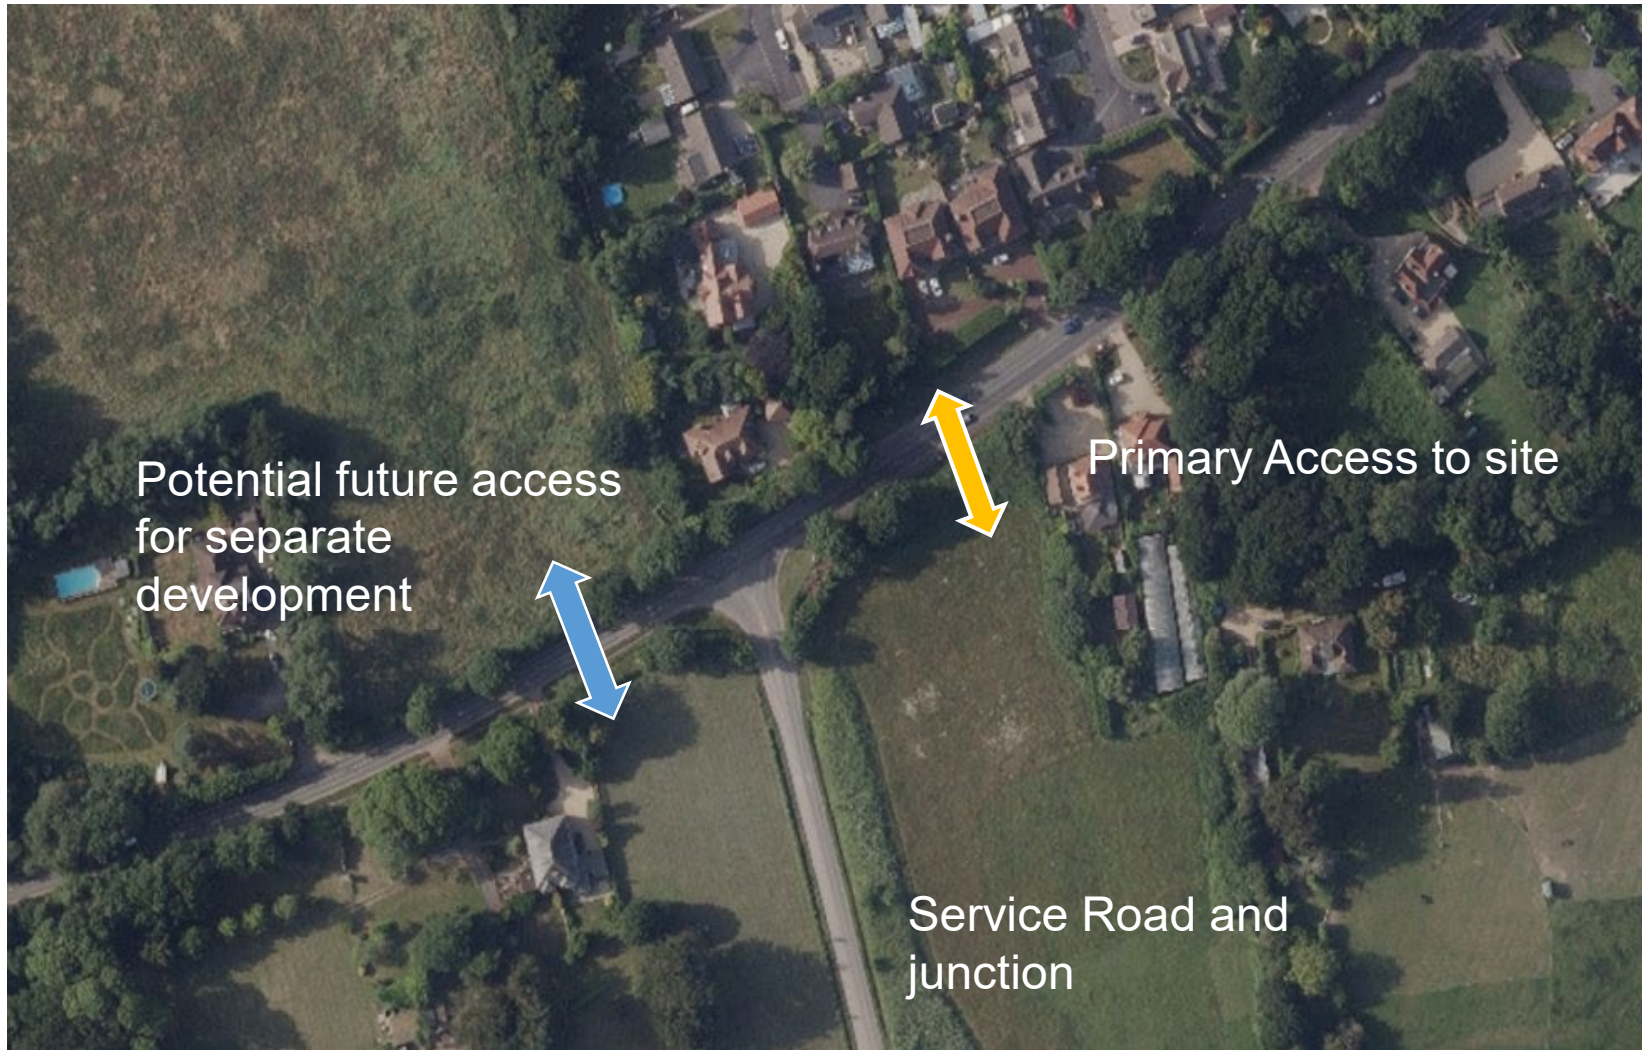 Potential future access
for separate
development
Primary Access to site
Service Road and
junction